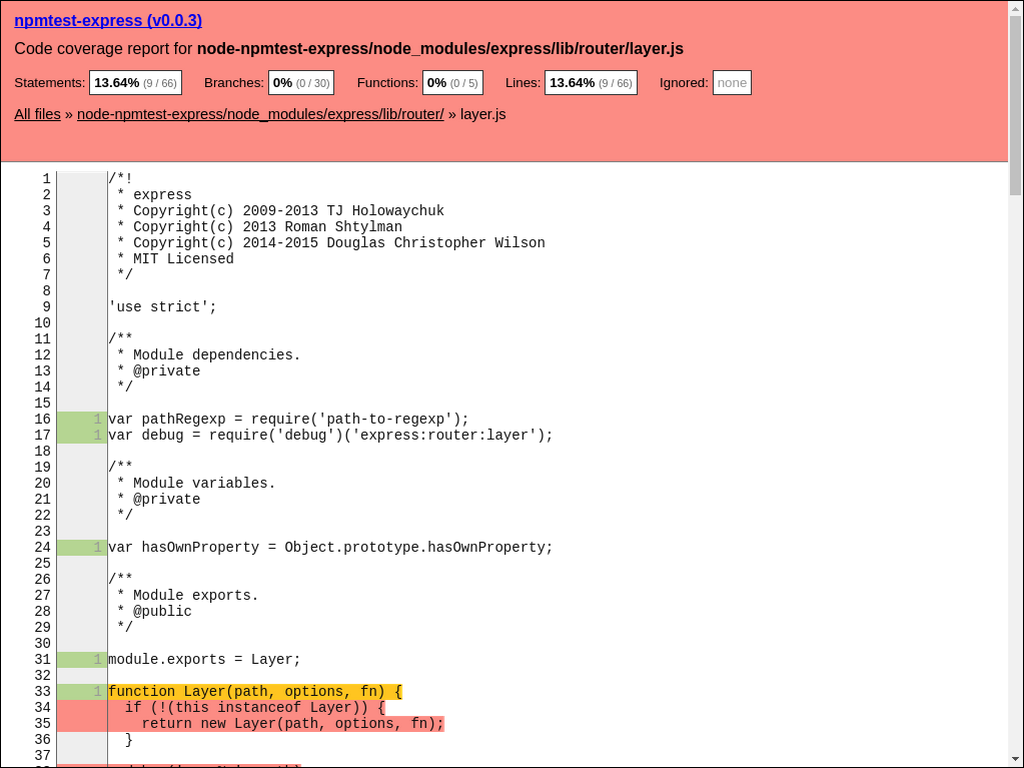 npmtest-express (v0.0.3)
Code coverage report for node-npmtest-express/node_modules/express/lib/router/layer.js
Statements: 13.64% (9 / 66) Branches: 0% (0 / 30) Functions: 0% (0 / 5) Lines: 13.64% (9 / 66) Ignored: none
All files » node-npmtest-express/node_modules/express/lib/router/ » layer.js
1 /*!
2  * express
3  * Copyright(c) 2009-2013 TJ Holowaychuk
4  * Copyright(c) 2013 Roman Shtylman
5  * Copyright(c) 2014-2015 Douglas Christopher Wilson
6  * MIT Licensed
7  */
8
9 'use strict';
10
11 /**
12  * Module dependencies.
13  * @private
14  */
15
16 1 var pathRegexp = require('path-to-regexp');
17 1 var debug = require('debug')('express:router:layer');
18
19 /**
20  * Module variables.
21  * @private
22  */
23
24 1 var hasOwnProperty = Object.prototype.hasOwnProperty;
25
26 /**
27  * Module exports.
28  * @public
29  */
30
31 1 module.exports = Layer;
32
33 1 function Layer(path, options, fn) {
34   if (!(this instanceof Layer)) {
35     return new Layer(path, options, fn);
36   }
37